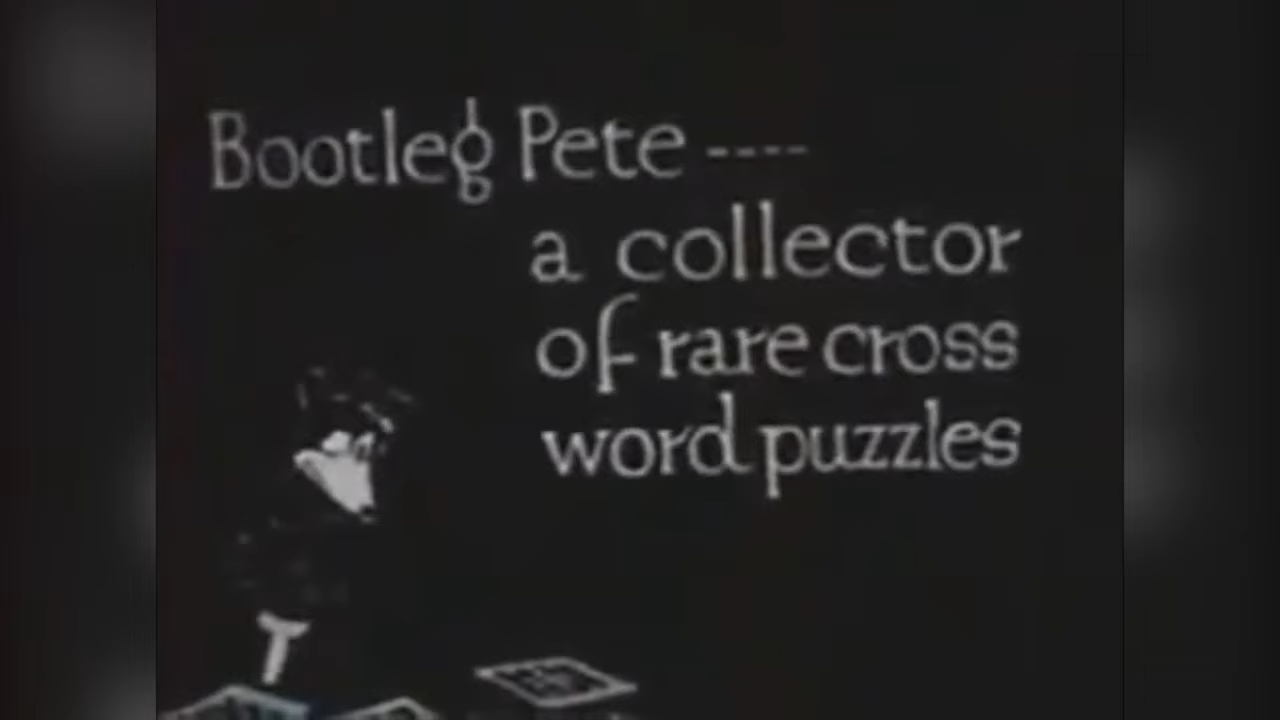 Bootleg Pete ----
a collector
of rare cross
word puzzles